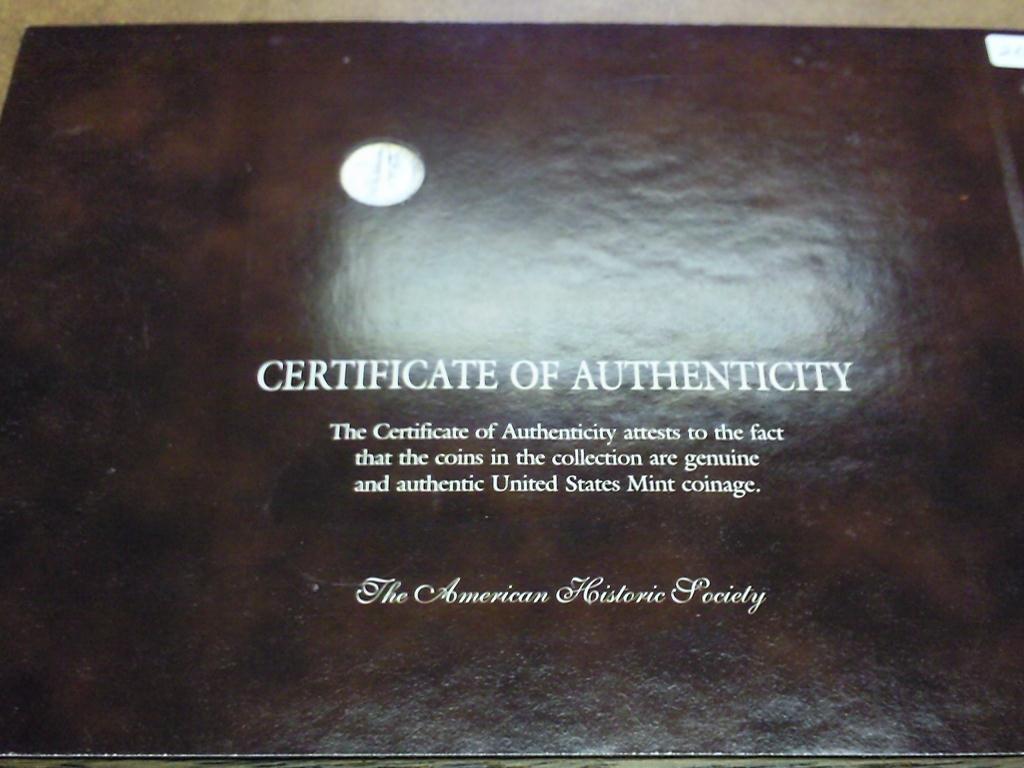 CERTIFICATE OF AUTHENTICITY
The Certificate of Authenticity attests to the fact
that the coins in the collection are genuine
and authentic United States Mint coinage.
The American Historic Society